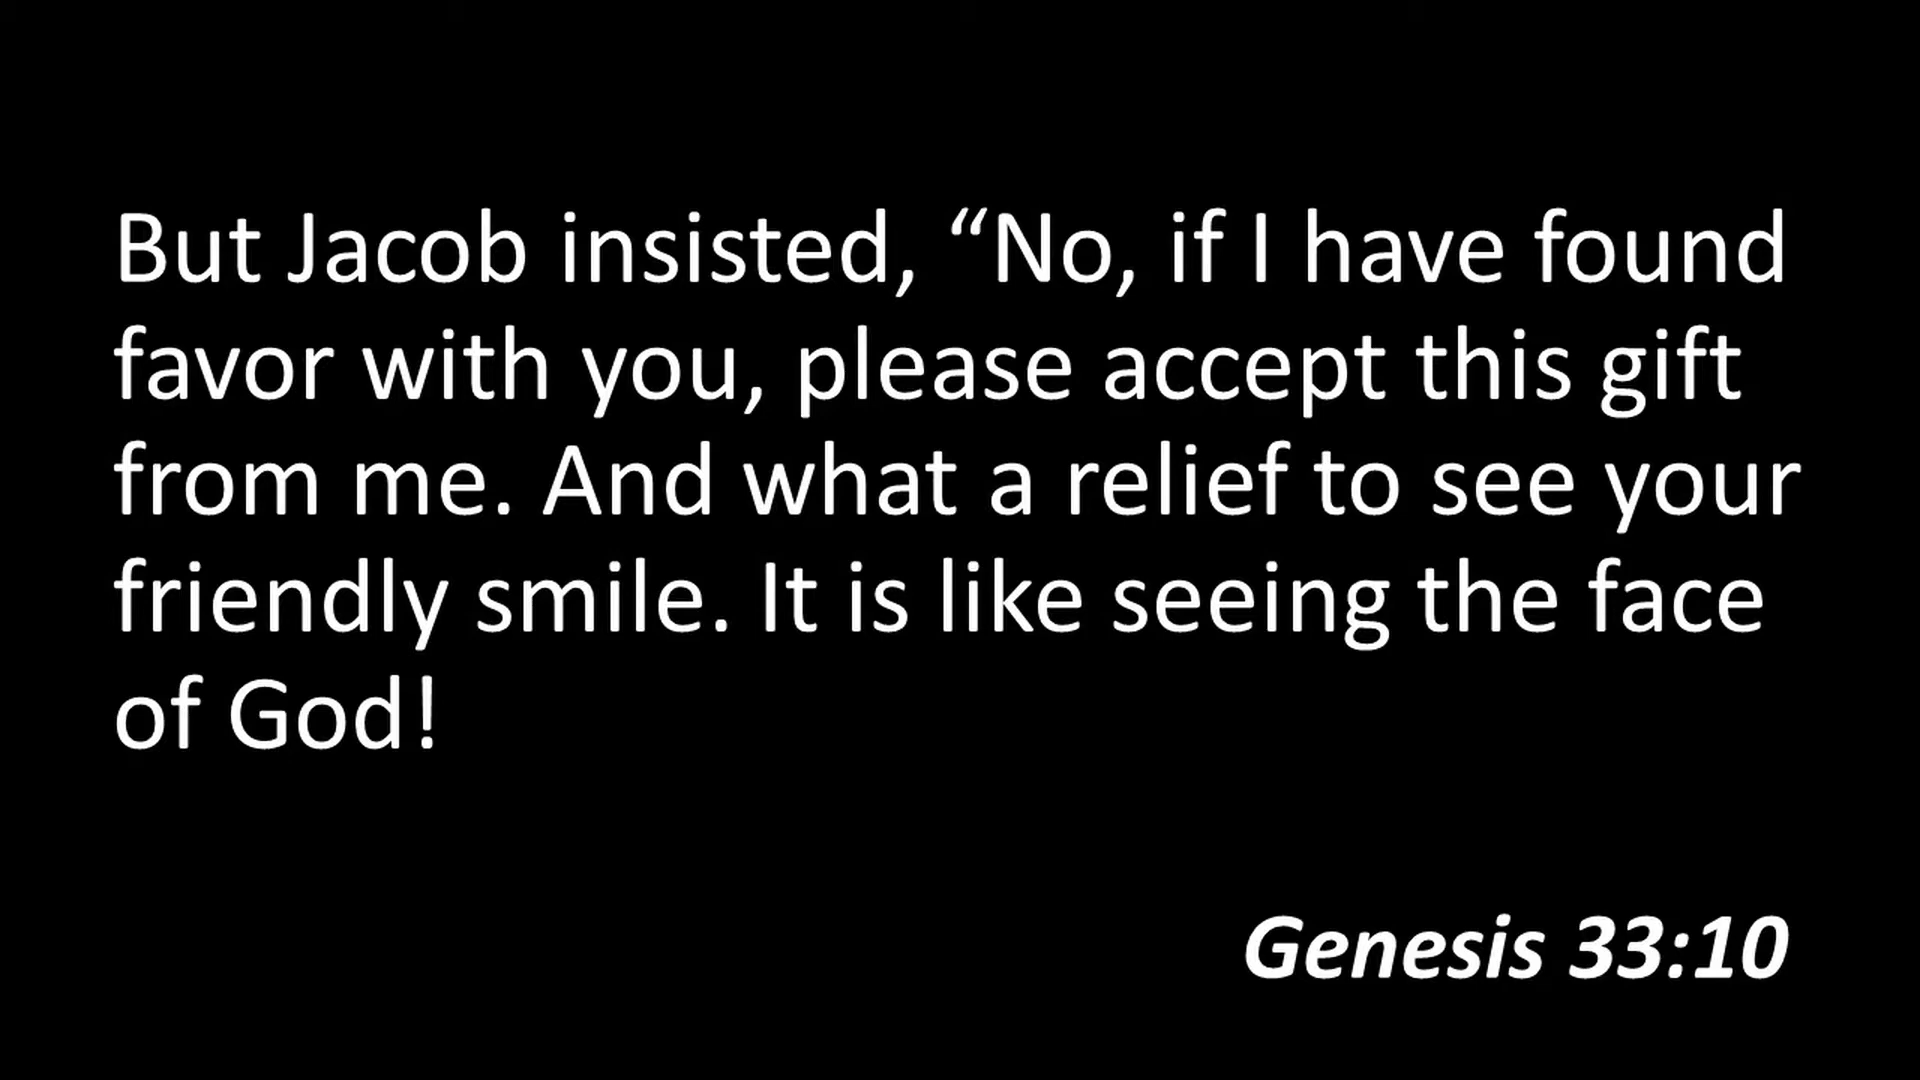 But Jacob insisted, “No, if I have found
favor with you, please accept this gift
from me. And what a relief to see your
friendly smile. It is like seeing the face
of God!
Genesis 33:10